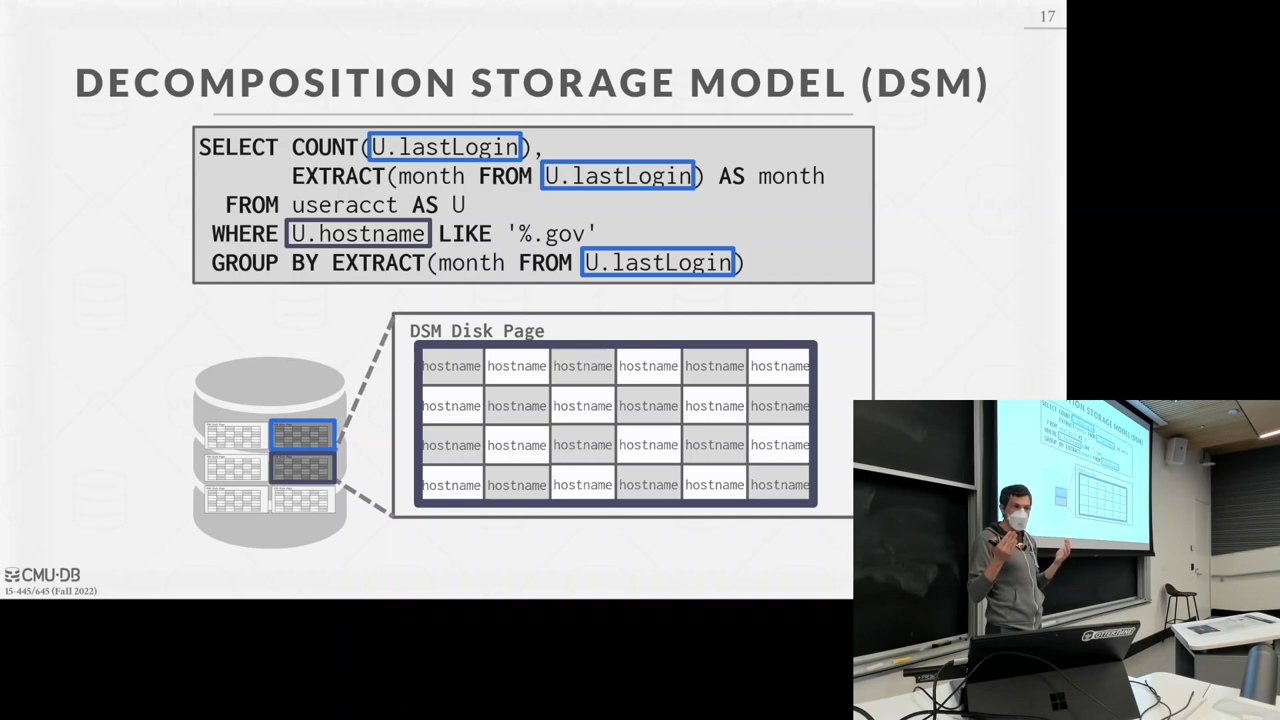 17
DECOMPOSITION STORAGE MODEL (DSM)
SELECT COUNT(U.lastLogin),
EXTRACT(month FROM U.lastLogin) AS month
FROM useracct AS U
WHERE U.hostname LIKE '%.gov'
GROUP BY EXTRACT(month FROM U.lastLogin)
DSM Disk Page
hostname hostname hostname hostname hostname hostname
hostname hostname hostname hostname hostname hostname
hostname hostname hostname hostname hostname hostname
hostname hostname hostname hostname hostname hostname
CMU·DB
15-445/645 (Fall 2022)